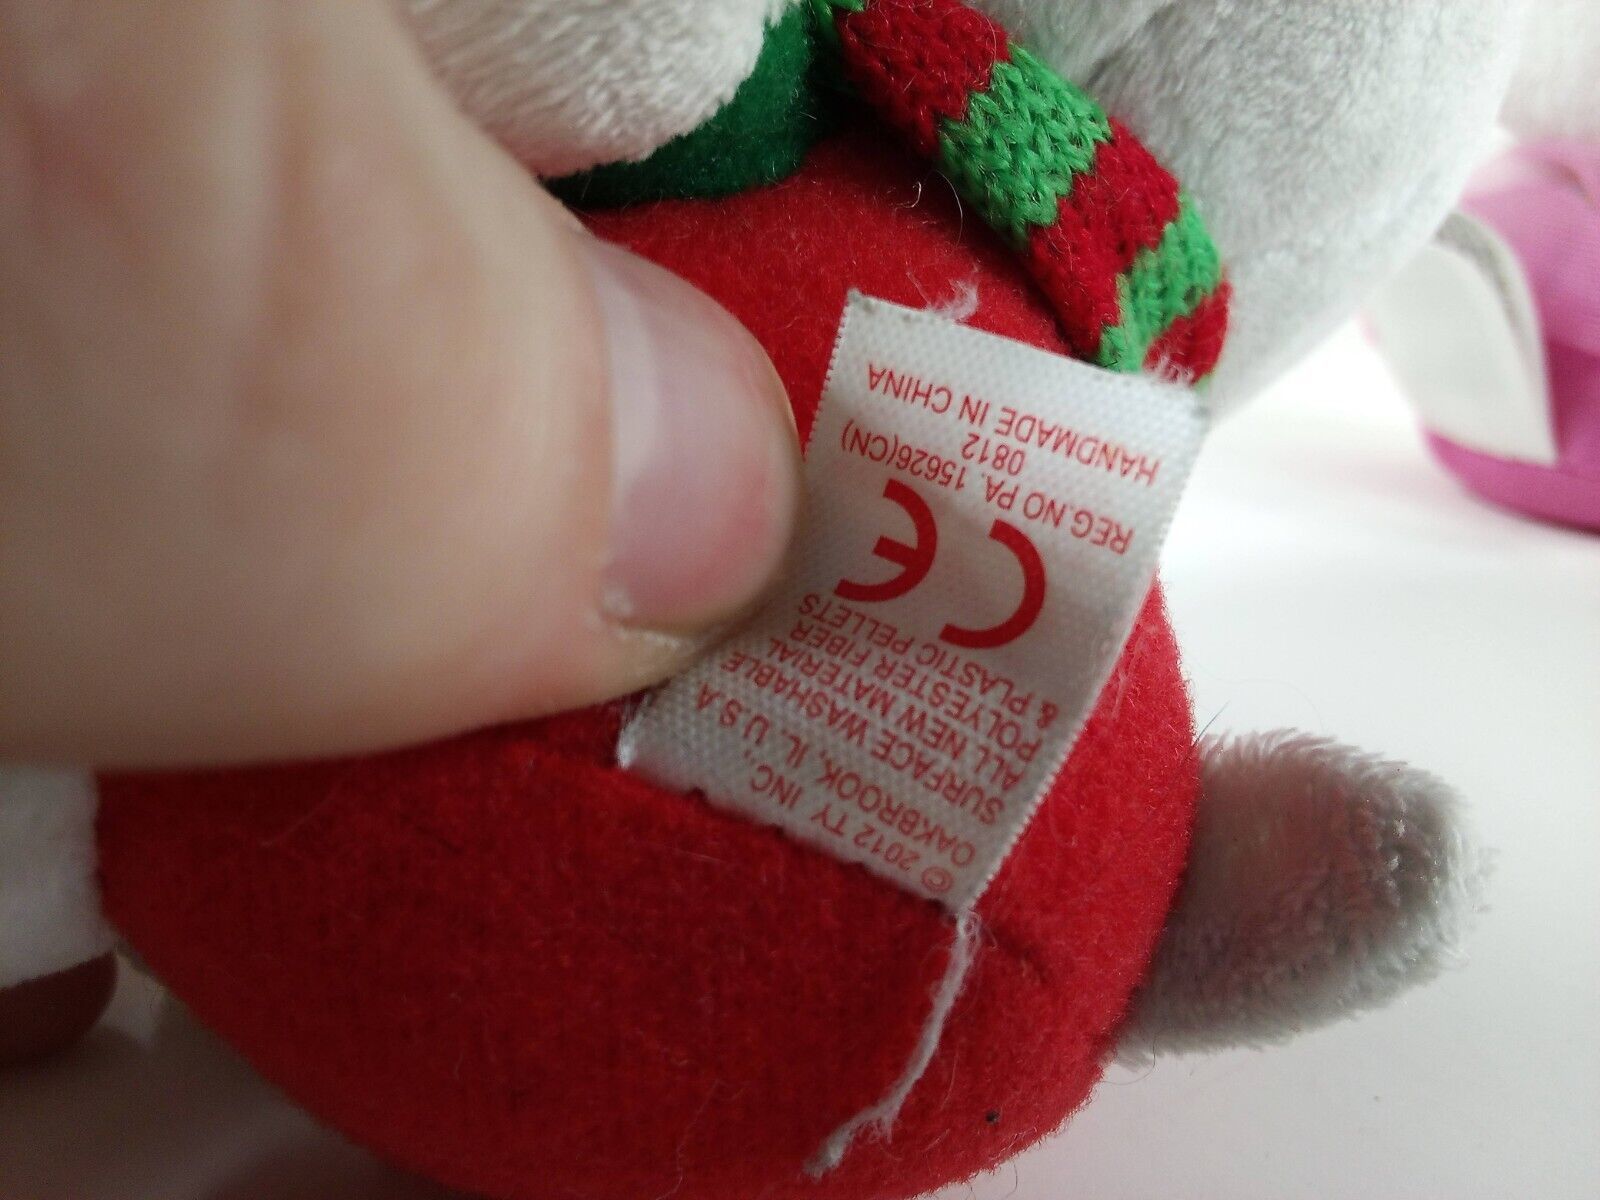 © 2012 TY INC.,
OAKBROOK, IL, U.S.A
SURFACE WASHABLE
ALL NEW MATERIAL
POLYESTER FIBER
& PLASTIC PELLETS
CE
REG.NO PA. 15626(CN)
0812
HANDMADE IN CHINA